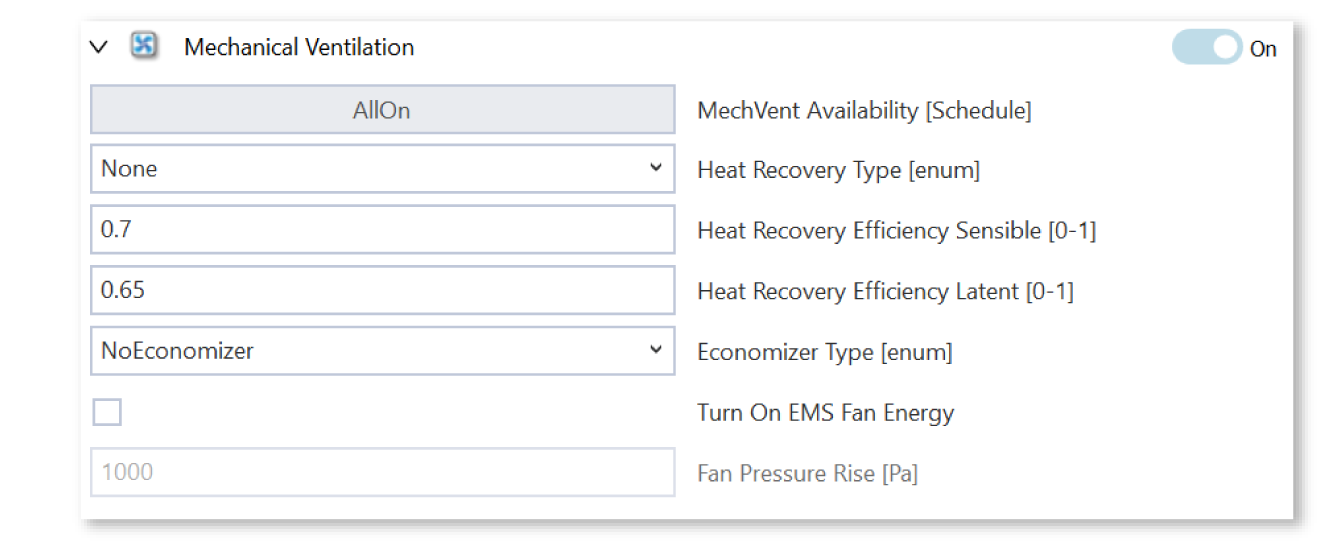 Mechanical Ventilation On
AllOn MechVent Availability [Schedule]
None Heat Recovery Type [enum]
0.7 Heat Recovery Efficiency Sensible [0-1]
0.65 Heat Recovery Efficiency Latent [0-1]
NoEconomizer Economizer Type [enum]
Turn On EMS Fan Energy
1000 Fan Pressure Rise [Pa]